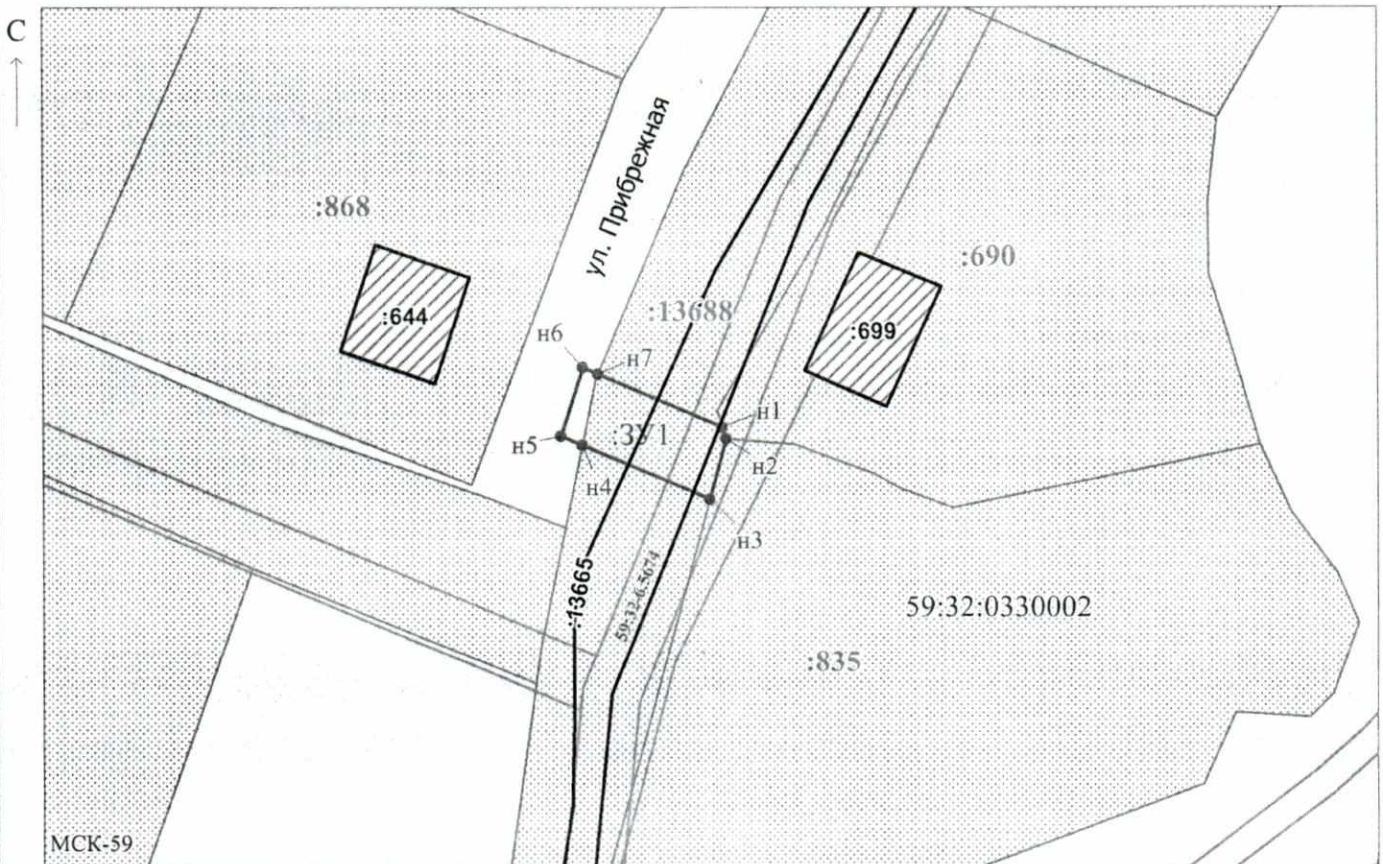 С
ул. Прибрежная
:868
:690
:13688
:644
:699
н6
н7
н1
:ЗУ1
н5
н2
н4
н3
:13665
59:32-6.5674
59:32:0330002
:835
МСК-59